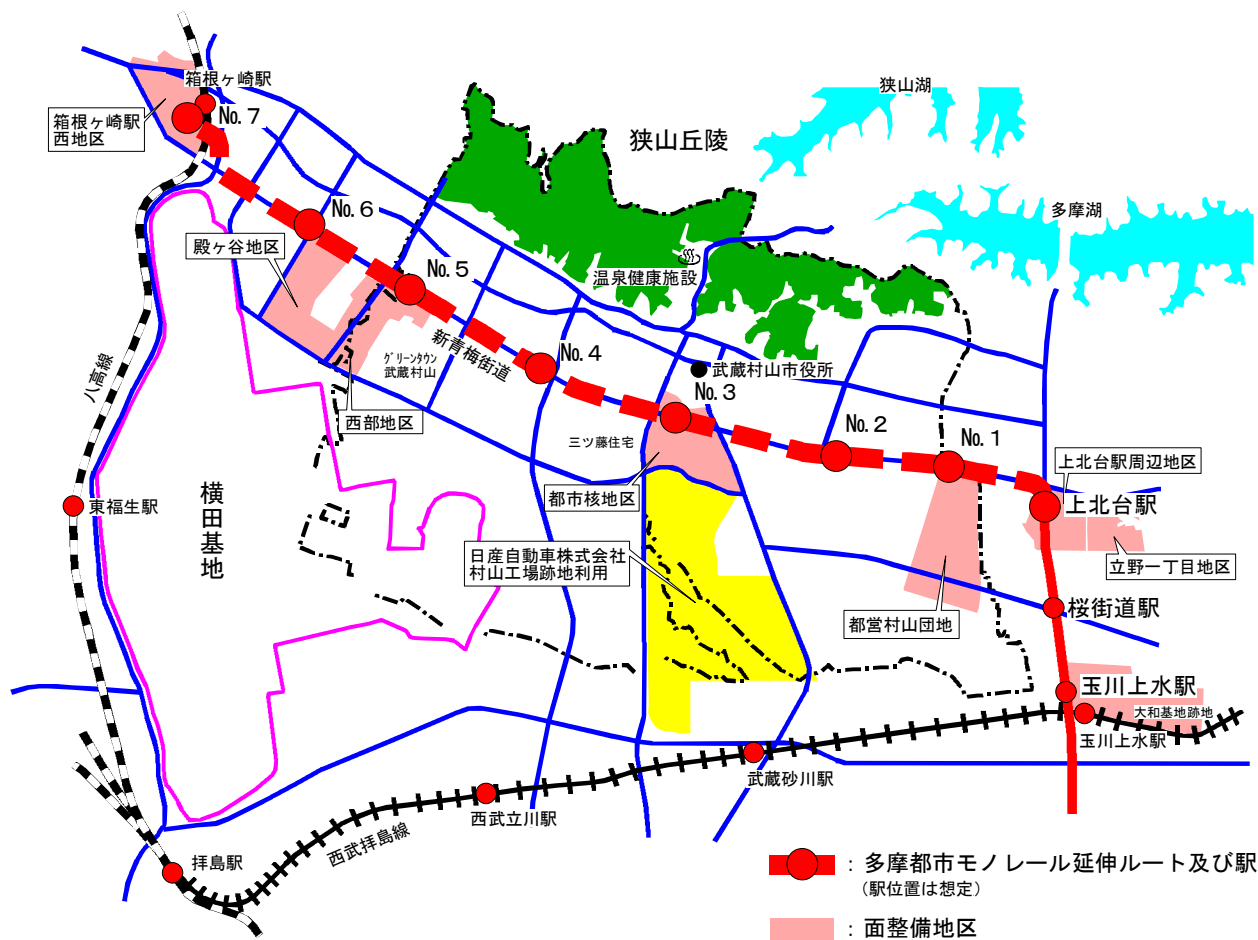 狭山湖
箱根ヶ崎駅
No.7
箱根ヶ崎駅
西地区
狭山丘陵
No.6
多摩湖
殿ヶ谷地区
No.5
温泉健康施設
新青梅街道
No.4
グリーンタウン
武蔵村山
武蔵村山市役所
No.3
八高線
西部地区
No.2
三ツ藤住宅
No.1
上北台駅周辺地区
都市核地区
上北台駅
東福生駅
横田基地
日産自動車株式会社
村山工場跡地利用
立野一丁目地区
桜街道駅
都営村山団地
玉川上水駅
大和基地跡地
玉川上水駅
武蔵砂川駅
西武立川駅
西武拝島線
拝島駅
:多摩都市モノレール延伸ルート及び駅
(駅位置は想定)
:面整備地区